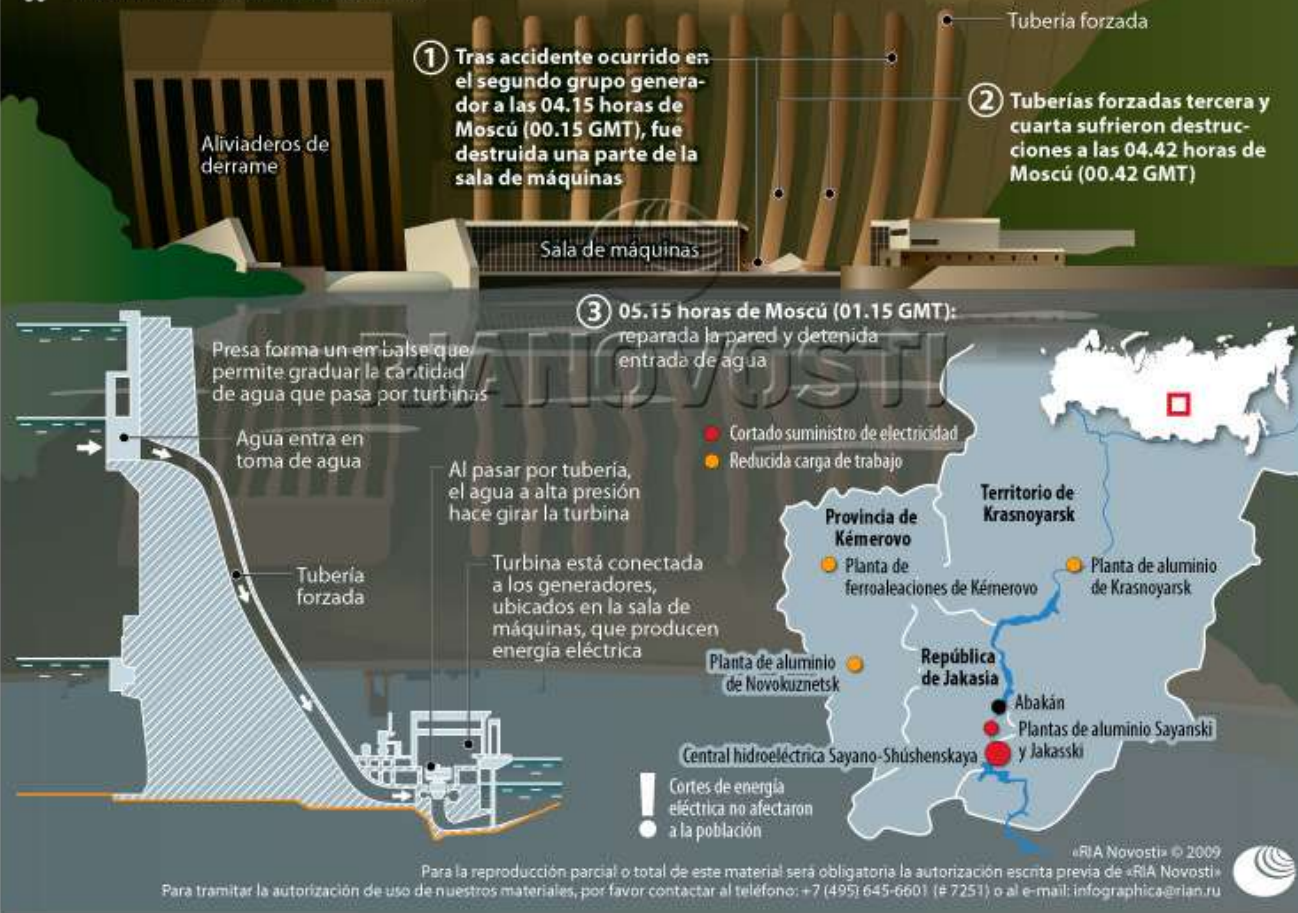 Tubería forzada
1 Tras accidente ocurrido en
el segundo grupo genera-
dor a las 04.15 horas de
Moscú (00.15 GMT), fue
destruida una parte de la
sala de máquinas
2 Tuberías forzadas tercera y
cuarta sufrieron destruc-
ciones a las 04.42 horas de
Moscú (00.42 GMT)
Aliviaderos de
derrame
Sala de máquinas
3 05.15 horas de Moscú (01.15 GMT):
reparada la pared y detenida
entrada de agua
RIANOVOSTI
Presa forma un embalse que
permite graduar la cantidad
de agua que pasa por turbinas
Agua entra en
toma de agua
Al pasar por tubería,
el agua a alta presión
hace girar la turbina
Tubería
forzada
Turbina está conectada
a los generadores,
ubicados en la sala de
máquinas, que producen
energía eléctrica
Cortado suministro de electricidad
Reducida carga de trabajo
Territorio de
Krasnoyarsk
Provincia de
Kémerovo
Planta de
ferroaleaciones de Kémerovo
Planta de aluminio
de Krasnoyarsk
Planta de aluminio
de Novokuznetsk
República
de Jakasia
Abakán
Plantas de aluminio Sayanski
y Jakasski
Central hidroeléctrica Sayano-Shúshenskaya
! Cortes de energía
eléctrica no afectaron
a la población
«RIA Novosti» © 2009
Para la reproducción parcial o total de este material será obligatoria la autorización escrita previa de «RIA Novosti»
Para tramitar la autorización de uso de nuestros materiales, por favor contactar al teléfono: +7 (495) 645-6601 (# 7251) o al e-mail: infographica@rian.ru